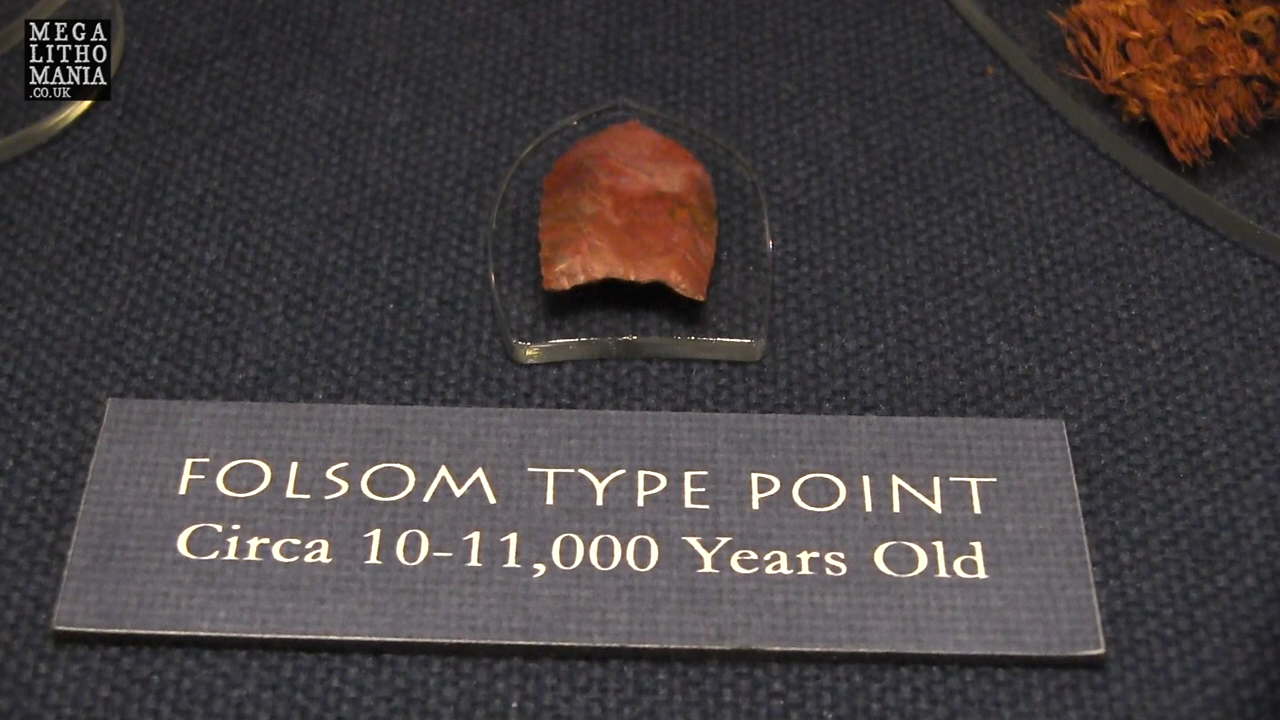 MEGA
LITHO
MANIA
.CO.UK
FOLSOM TYPE POINT
Circa 10-11,000 Years Old